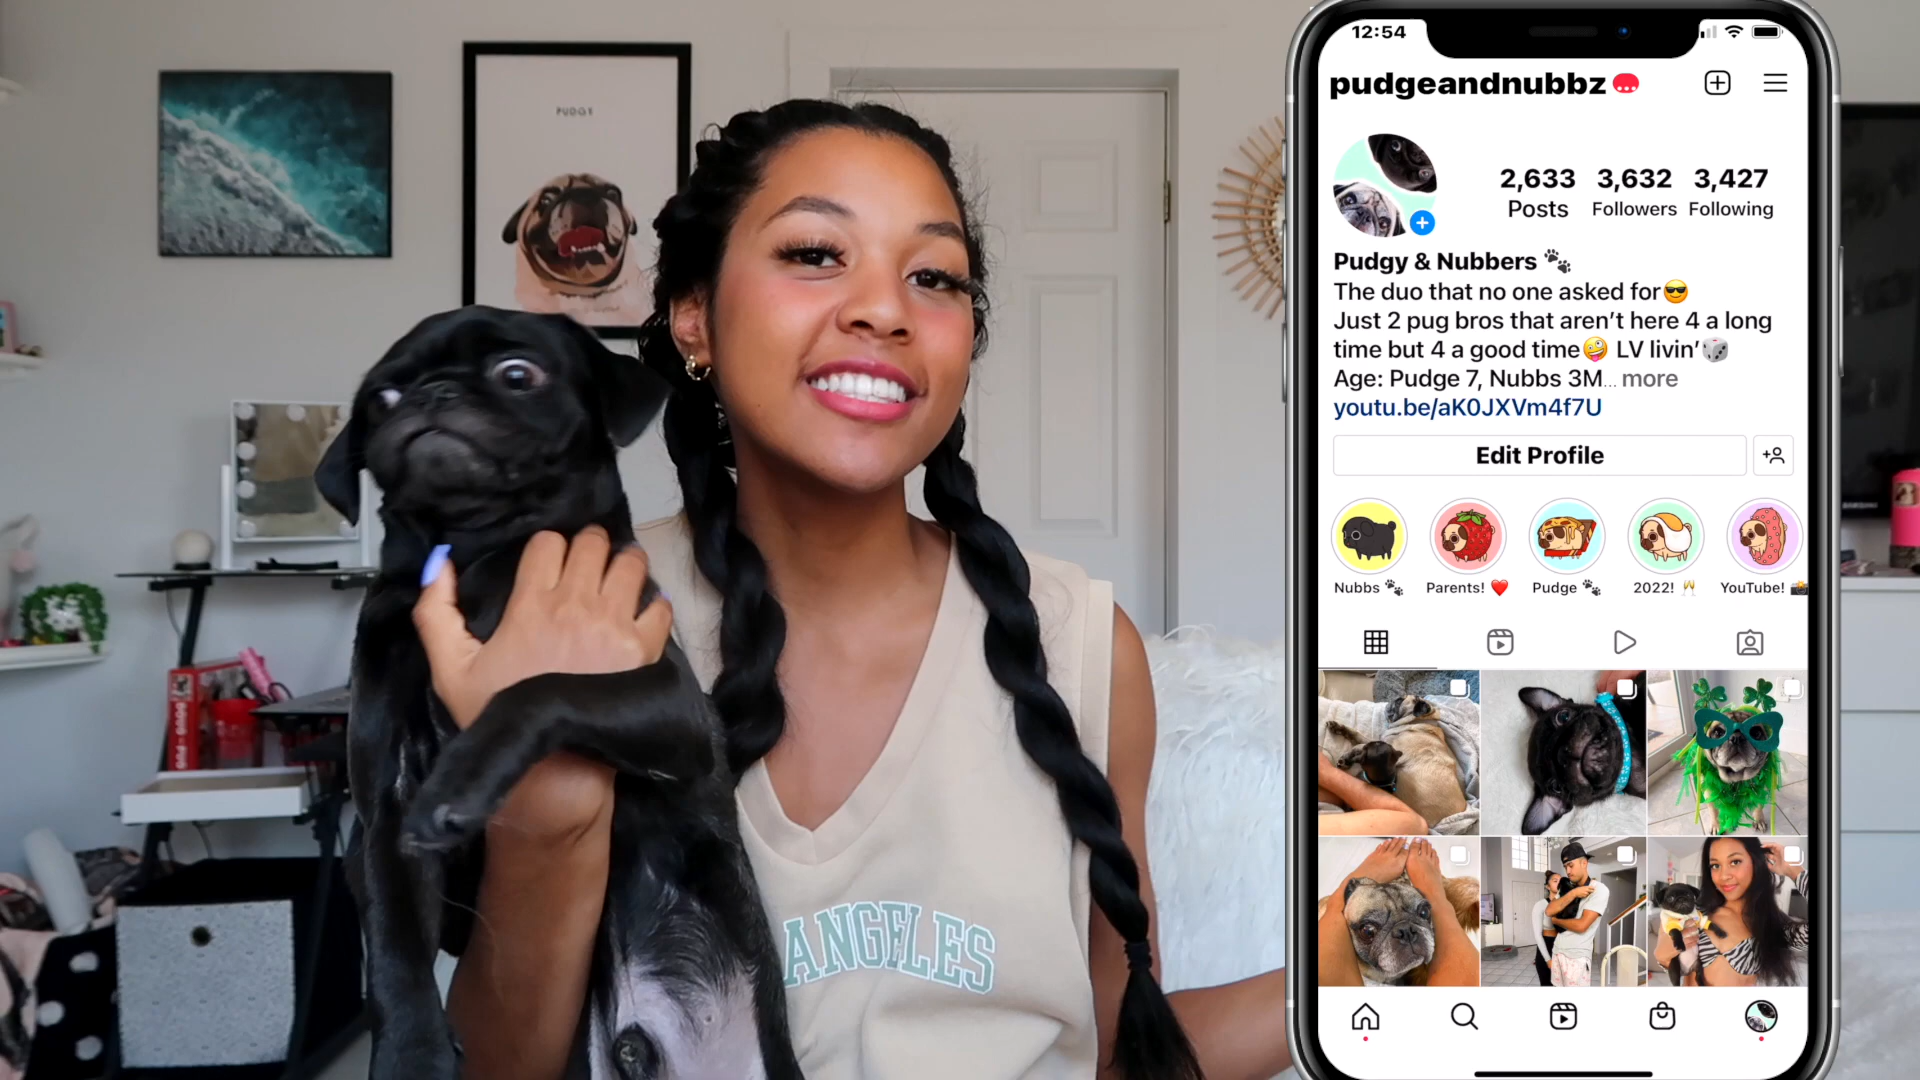 PUDGE
ANGELES
12:54
pudgeandnubbz
2,633 3,632 3,427
Posts Followers Following
Pudgy & Nubbers 🐾
The duo that no one asked for😎
Just 2 pug bros that aren’t here 4 a long
time but 4 a good time🤪 LV livin’🎲
Age: Pudge 7, Nubbs 3M... more
youtu.be/aK0JXVm4f7U
Edit Profile
Nubbs 🐾 Parents! ❤️ Pudge 🐾 2022! 🥂 YouTube! 📸